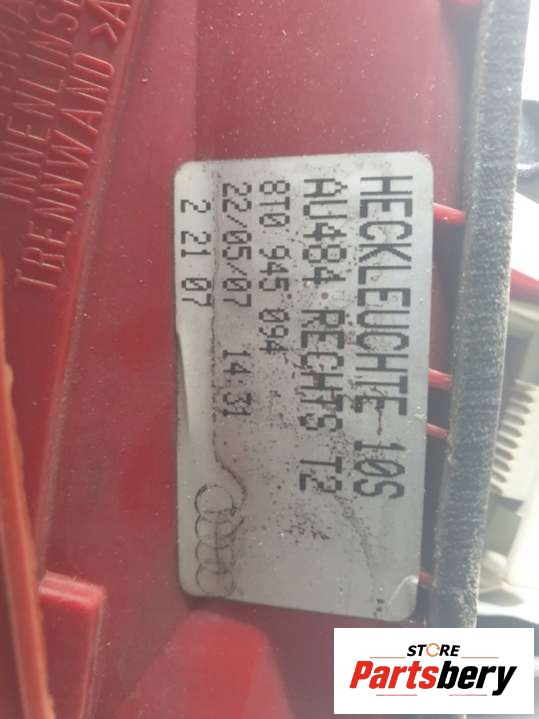 HECKLEUCHTE 10S
AU484 RECHTS T2
8T0 945 094
22/05/07 14:31
2 21 07
INNENLINSE
TRENNWAND >A
STORE
Partsbery